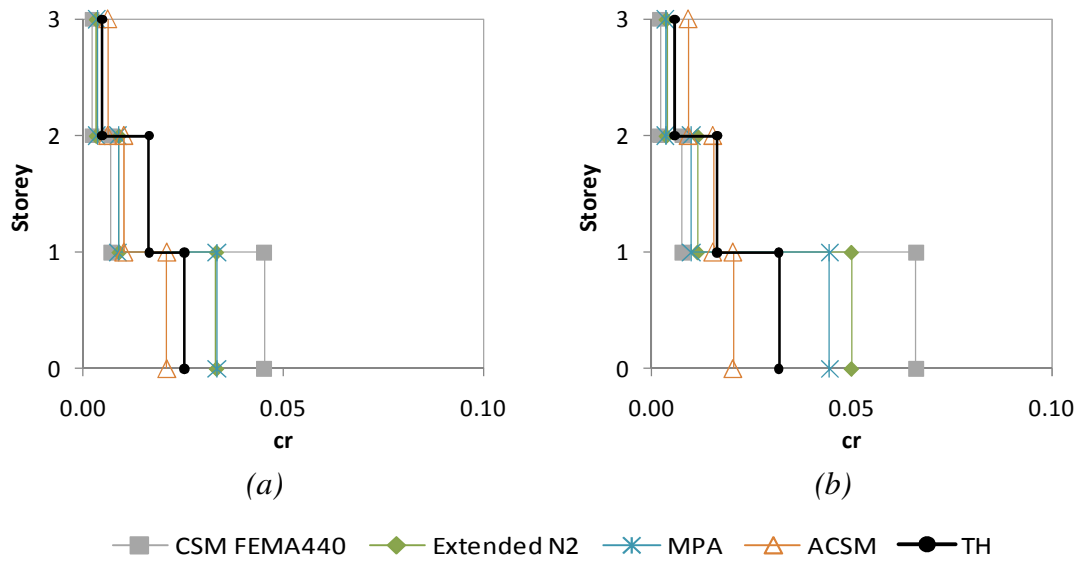 3
2
1
0
Storey
0.00
0.05
0.10
cr
(a)
3
2
1
0
Storey
0.00
0.05
0.10
cr
(b)
CSM FEMA440
Extended N2
MPA
ACSM
TH